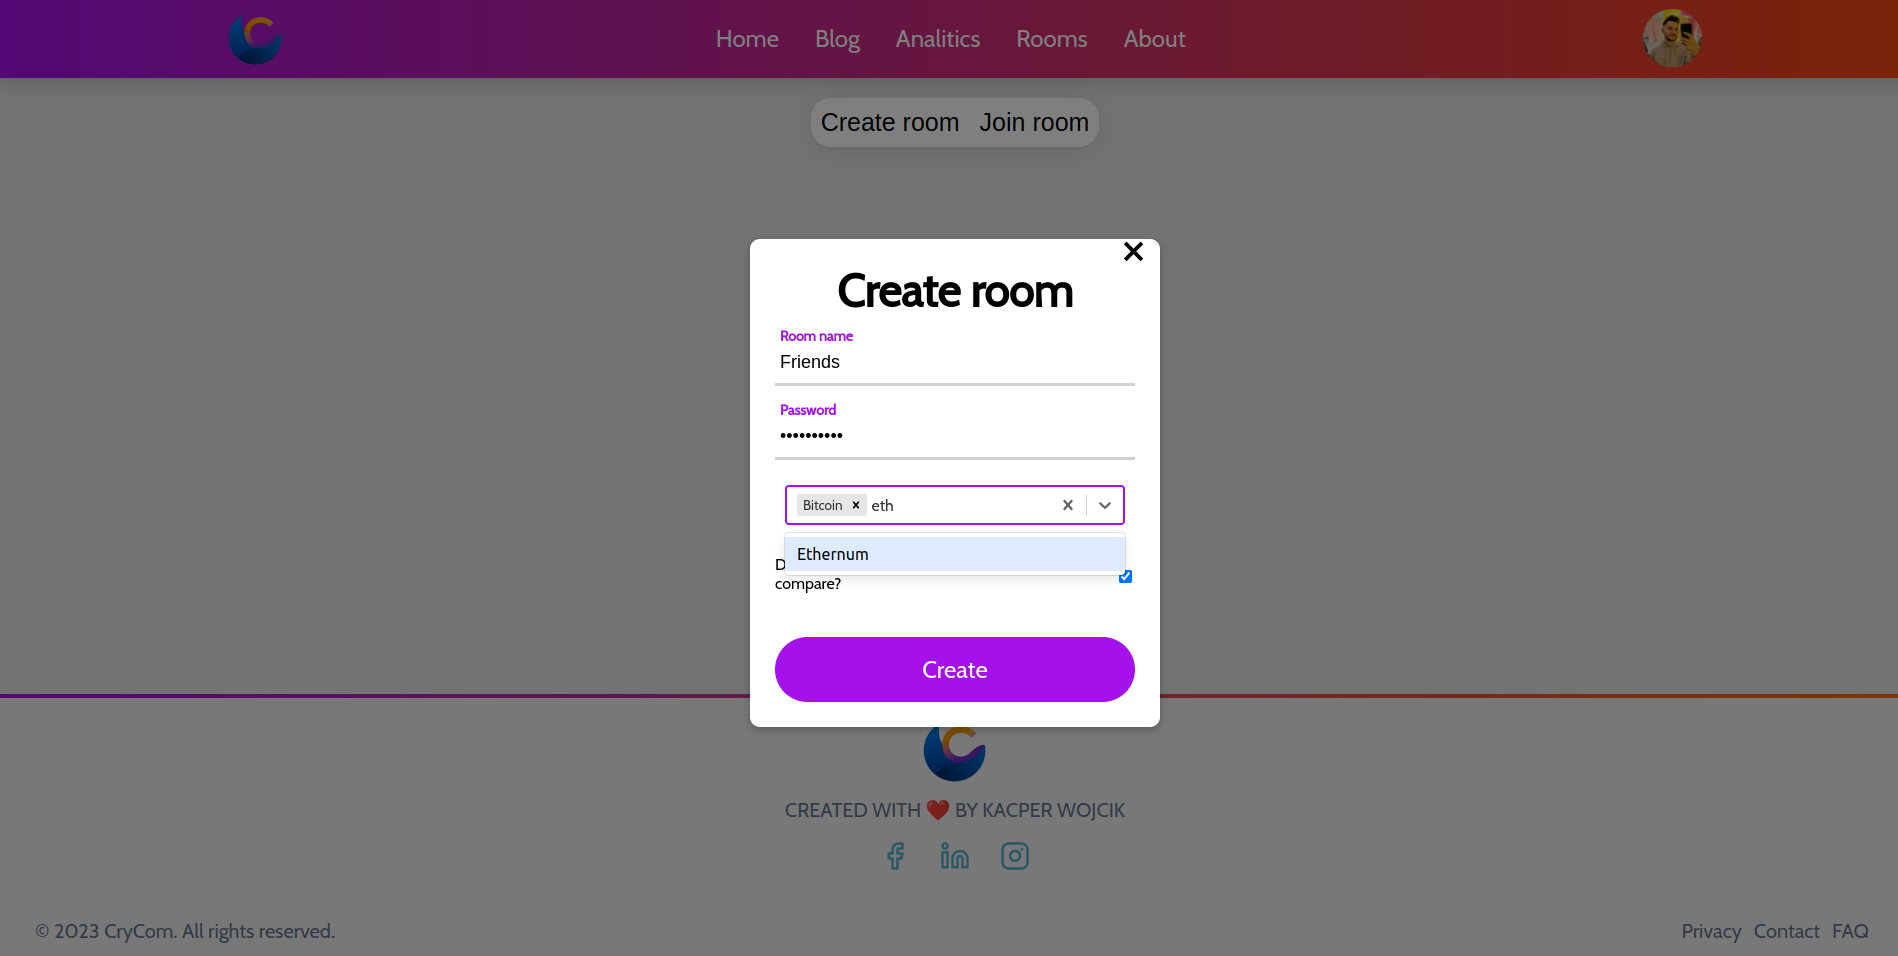 Home Blog Analitics Rooms About
Create room Join room
Create room
Room name
Friends
Password
••••••••••
Bitcoin eth
Ethernum
compare?
Create
CREATED WITH ❤️ BY KACPER WOJCIK
© 2023 CryCom. All rights reserved.
Privacy Contact FAQ